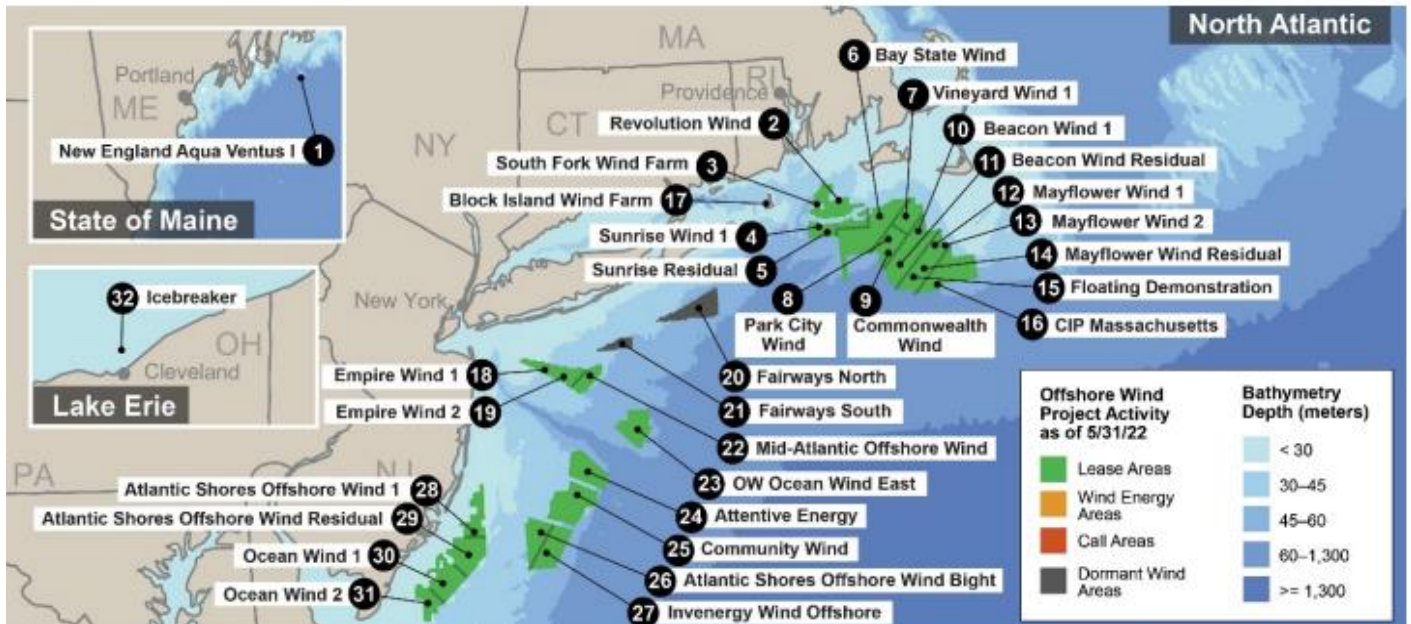 North Atlantic
MA
RI
Providence
CT
NY
PA
NJ
New York
Portland
ME
New England Aqua Ventus I 1
State of Maine
32 Icebreaker
OH
Cleveland
Lake Erie
6 Bay State Wind
7 Vineyard Wind 1
Revolution Wind 2
10 Beacon Wind 1
11 Beacon Wind Residual
South Fork Wind Farm 3
12 Mayflower Wind 1
Block Island Wind Farm 17
13 Mayflower Wind 2
Sunrise Wind 1 4
14 Mayflower Wind Residual
Sunrise Residual 5
15 Floating Demonstration
8
Park City
Wind
9
Commonwealth
Wind
16 CIP Massachusetts
Empire Wind 1 18
20 Fairways North
Empire Wind 2 19
21 Fairways South
22 Mid-Atlantic Offshore Wind
23 OW Ocean Wind East
Atlantic Shores Offshore Wind 1 28
24 Attentive Energy
Atlantic Shores Offshore Wind Residual 29
25 Community Wind
Ocean Wind 1 30
26 Atlantic Shores Offshore Wind Bight
Ocean Wind 2 31
27 Invenergy Wind Offshore
Offshore Wind
Project Activity
as of 5/31/22
Lease Areas
Wind Energy
Areas
Call Areas
Dormant Wind
Areas
Bathymetry
Depth (meters)
< 30
30–45
45–60
60–1,300
>= 1,300